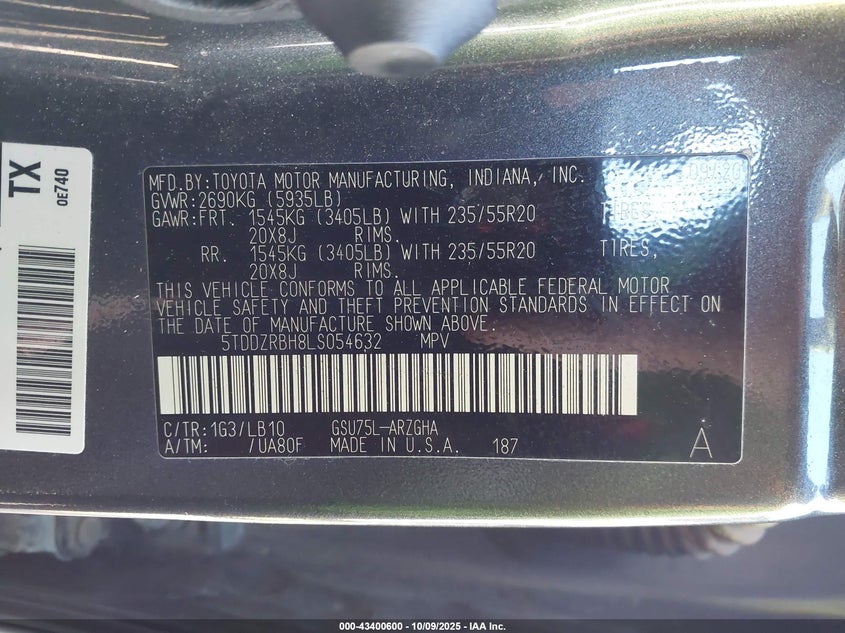 TX
0E740
MFD.BY:TOYOTA MOTOR MANUFACTURING, INDIANA, INC. 09/20
GVWR:2690KG (5935LB)
GAWR:FRT. 1545KG (3405LB) WITH 235/55R20 TIRES,
20X8J RIMS.
RR. 1545KG (3405LB) WITH 235/55R20 TIRES,
20X8J RIMS.
THIS VEHICLE CONFORMS TO ALL APPLICABLE FEDERAL MOTOR
VEHICLE SAFETY AND THEFT PREVENTION STANDARDS IN EFFECT ON
THE DATE OF MANUFACTURE SHOWN ABOVE.
5TDDZRBH8LS054632 MPV
C/TR:1G3/LB10 GSU75L-ARZGHA
A/TM: /UA80F MADE IN U.S.A. 187 A
000-43400600 - 10/09/2025 - IAA Inc.